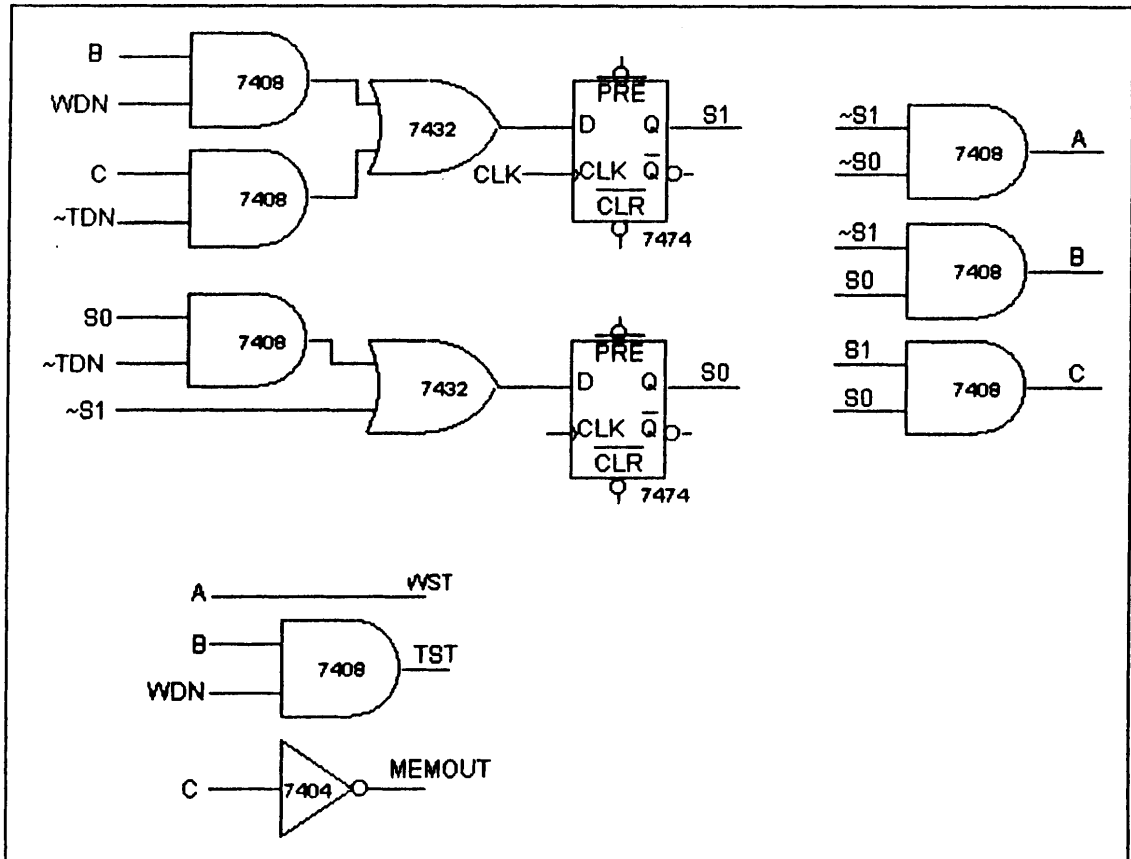 B
WDN
7408
C
~TDN
7408
7432
CLK
PRE
D Q
CLK Q
CLR
7474
S1
~S1
~S0
7408
A
~S1
S0
7408
B
S1
S0
7408
C
S0
~TDN
7408
~S1
7432
PRE
D Q
CLK Q
CLR
7474
S0
A
WST
B
WDN
7408
TST
C
7404
MEMOUT